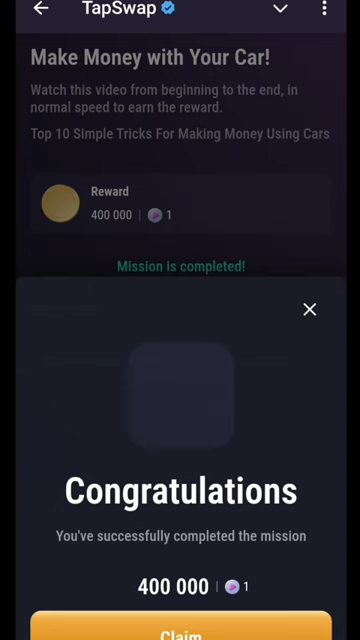 TapSwap
Make Money with Your Car!
Watch this video from beginning to the end, in
normal speed to earn the reward.
Top 10 Simple Tricks For Making Money Using Cars
Reward
400 000 | 1
Mission is completed!
Congratulations
You've successfully completed the mission
400 000 | 1
Claim